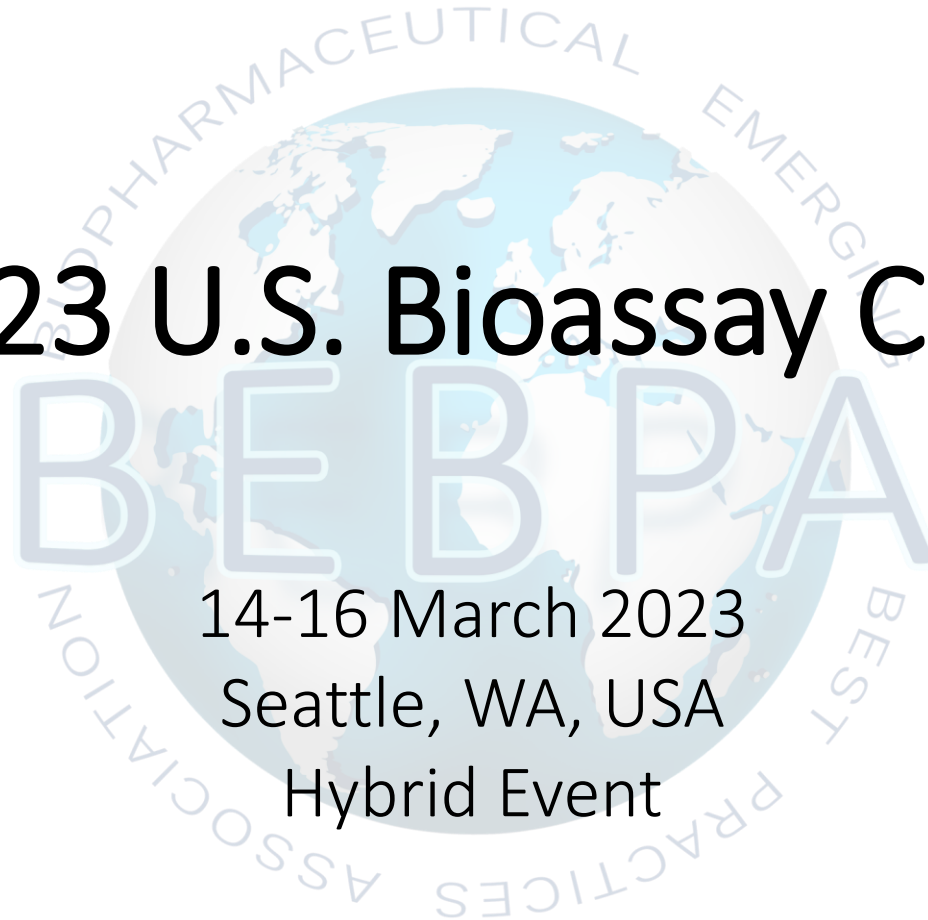 BIOPHARMACEUTICAL EMERGING
23 U.S. Bioassay C
BEBPA
14-16 March 2023
Seattle, WA, USA
Hybrid Event
BEST PRACTICES ASSOCIATION